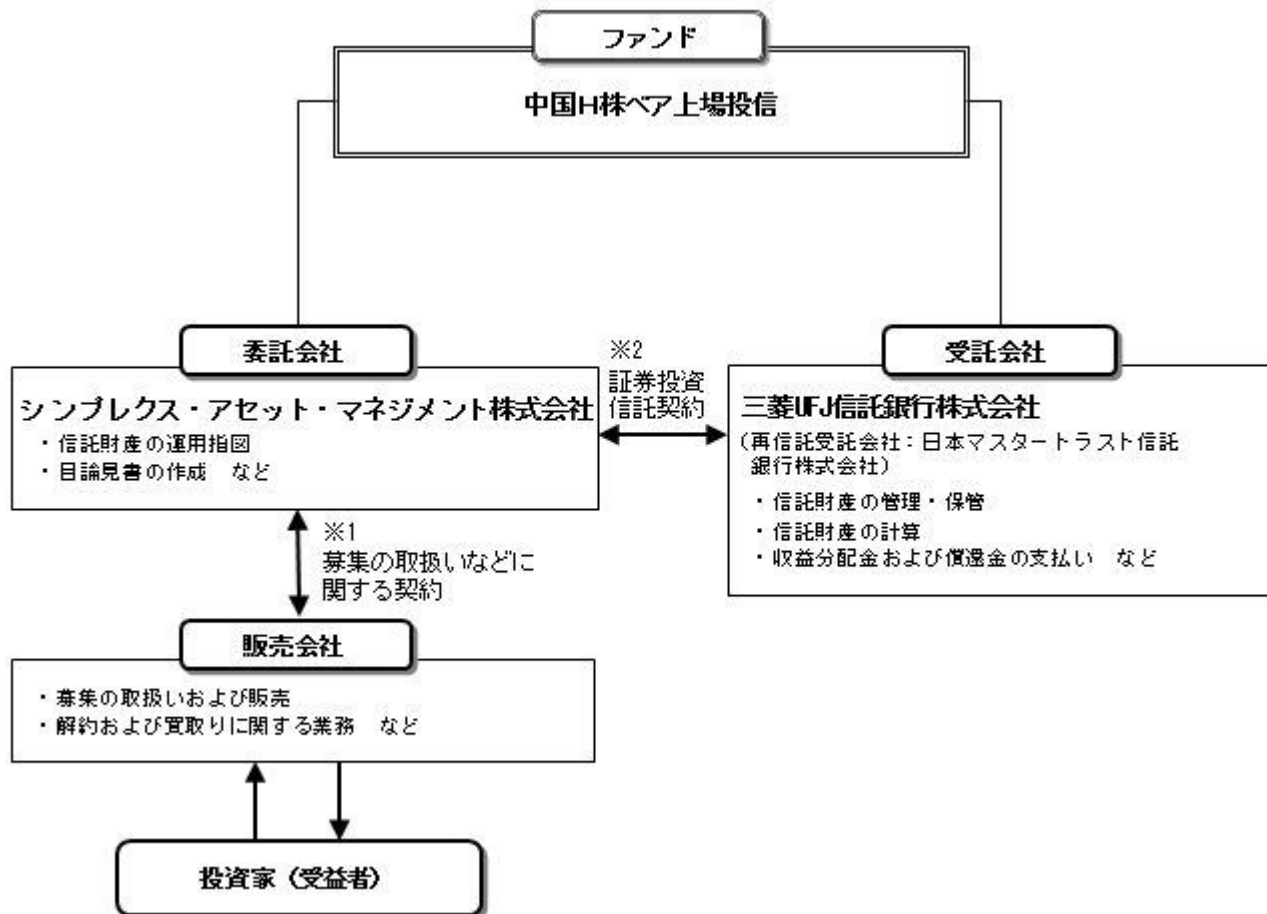 ファンド
中国H株ベア上場投信
委託会社
シンプレクス・アセット・マネジメント株式会社
・信託財産の運用指図
・目論見書の作成　など
※2
証券投資
信託契約
受託会社
三菱UFJ信託銀行株式会社
(再信託受託会社：日本マスタートラスト信託
銀行株式会社)
・信託財産の管理・保管
・信託財産の計算
・収益分配金および償還金の支払い　など
※1
募集の取扱いなどに
関する契約
販売会社
・募集の取扱いおよび販売
・解約および買取りに関する業務　など
投資家（受益者）